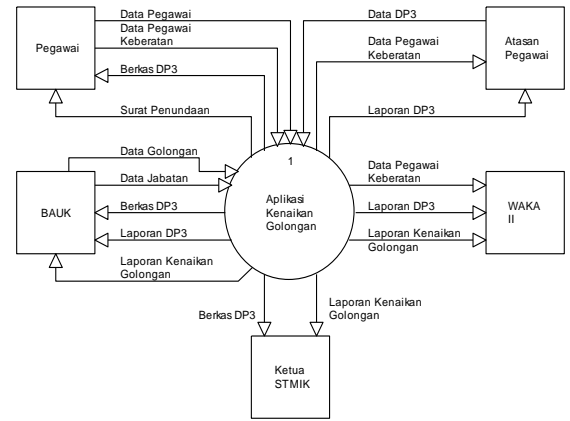 Data Pegawai
Data Pegawai
Keberatan
Pegawai
Berkas DP3
Surat Penundaan
Data DP3
Data Pegawai
Keberatan
Atasan
Pegawai
Laporan DP3
Data Golongan
Data Jabatan
BAUK
Berkas DP3
Laporan DP3
Laporan Kenaikan
Golongan
1
Aplikasi
Kenaikan
Golongan
Data Pegawai
Keberatan
Laporan DP3
WAKA
II
Laporan Kenaikan
Golongan
Berkas DP3
Laporan Kenaikan
Golongan
Ketua
STMIK